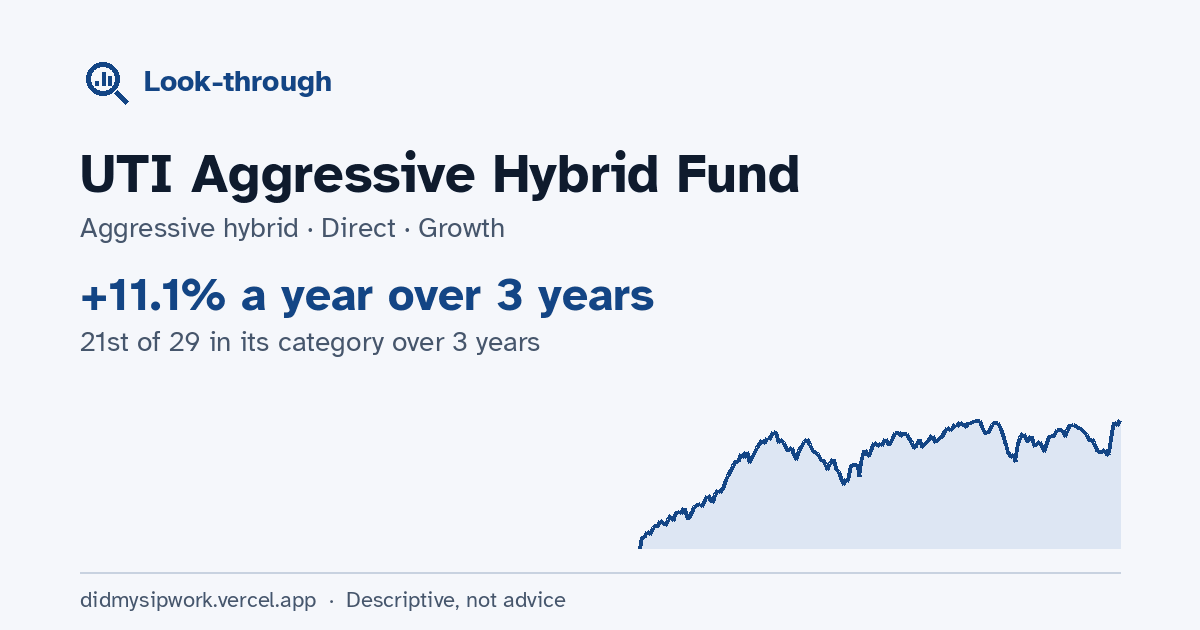 Look-through
UTI Aggressive Hybrid Fund
Aggressive hybrid · Direct · Growth
+11.1% a year over 3 years
21st of 29 in its category over 3 years
didmysipwork.vercel.app · Descriptive, not advice